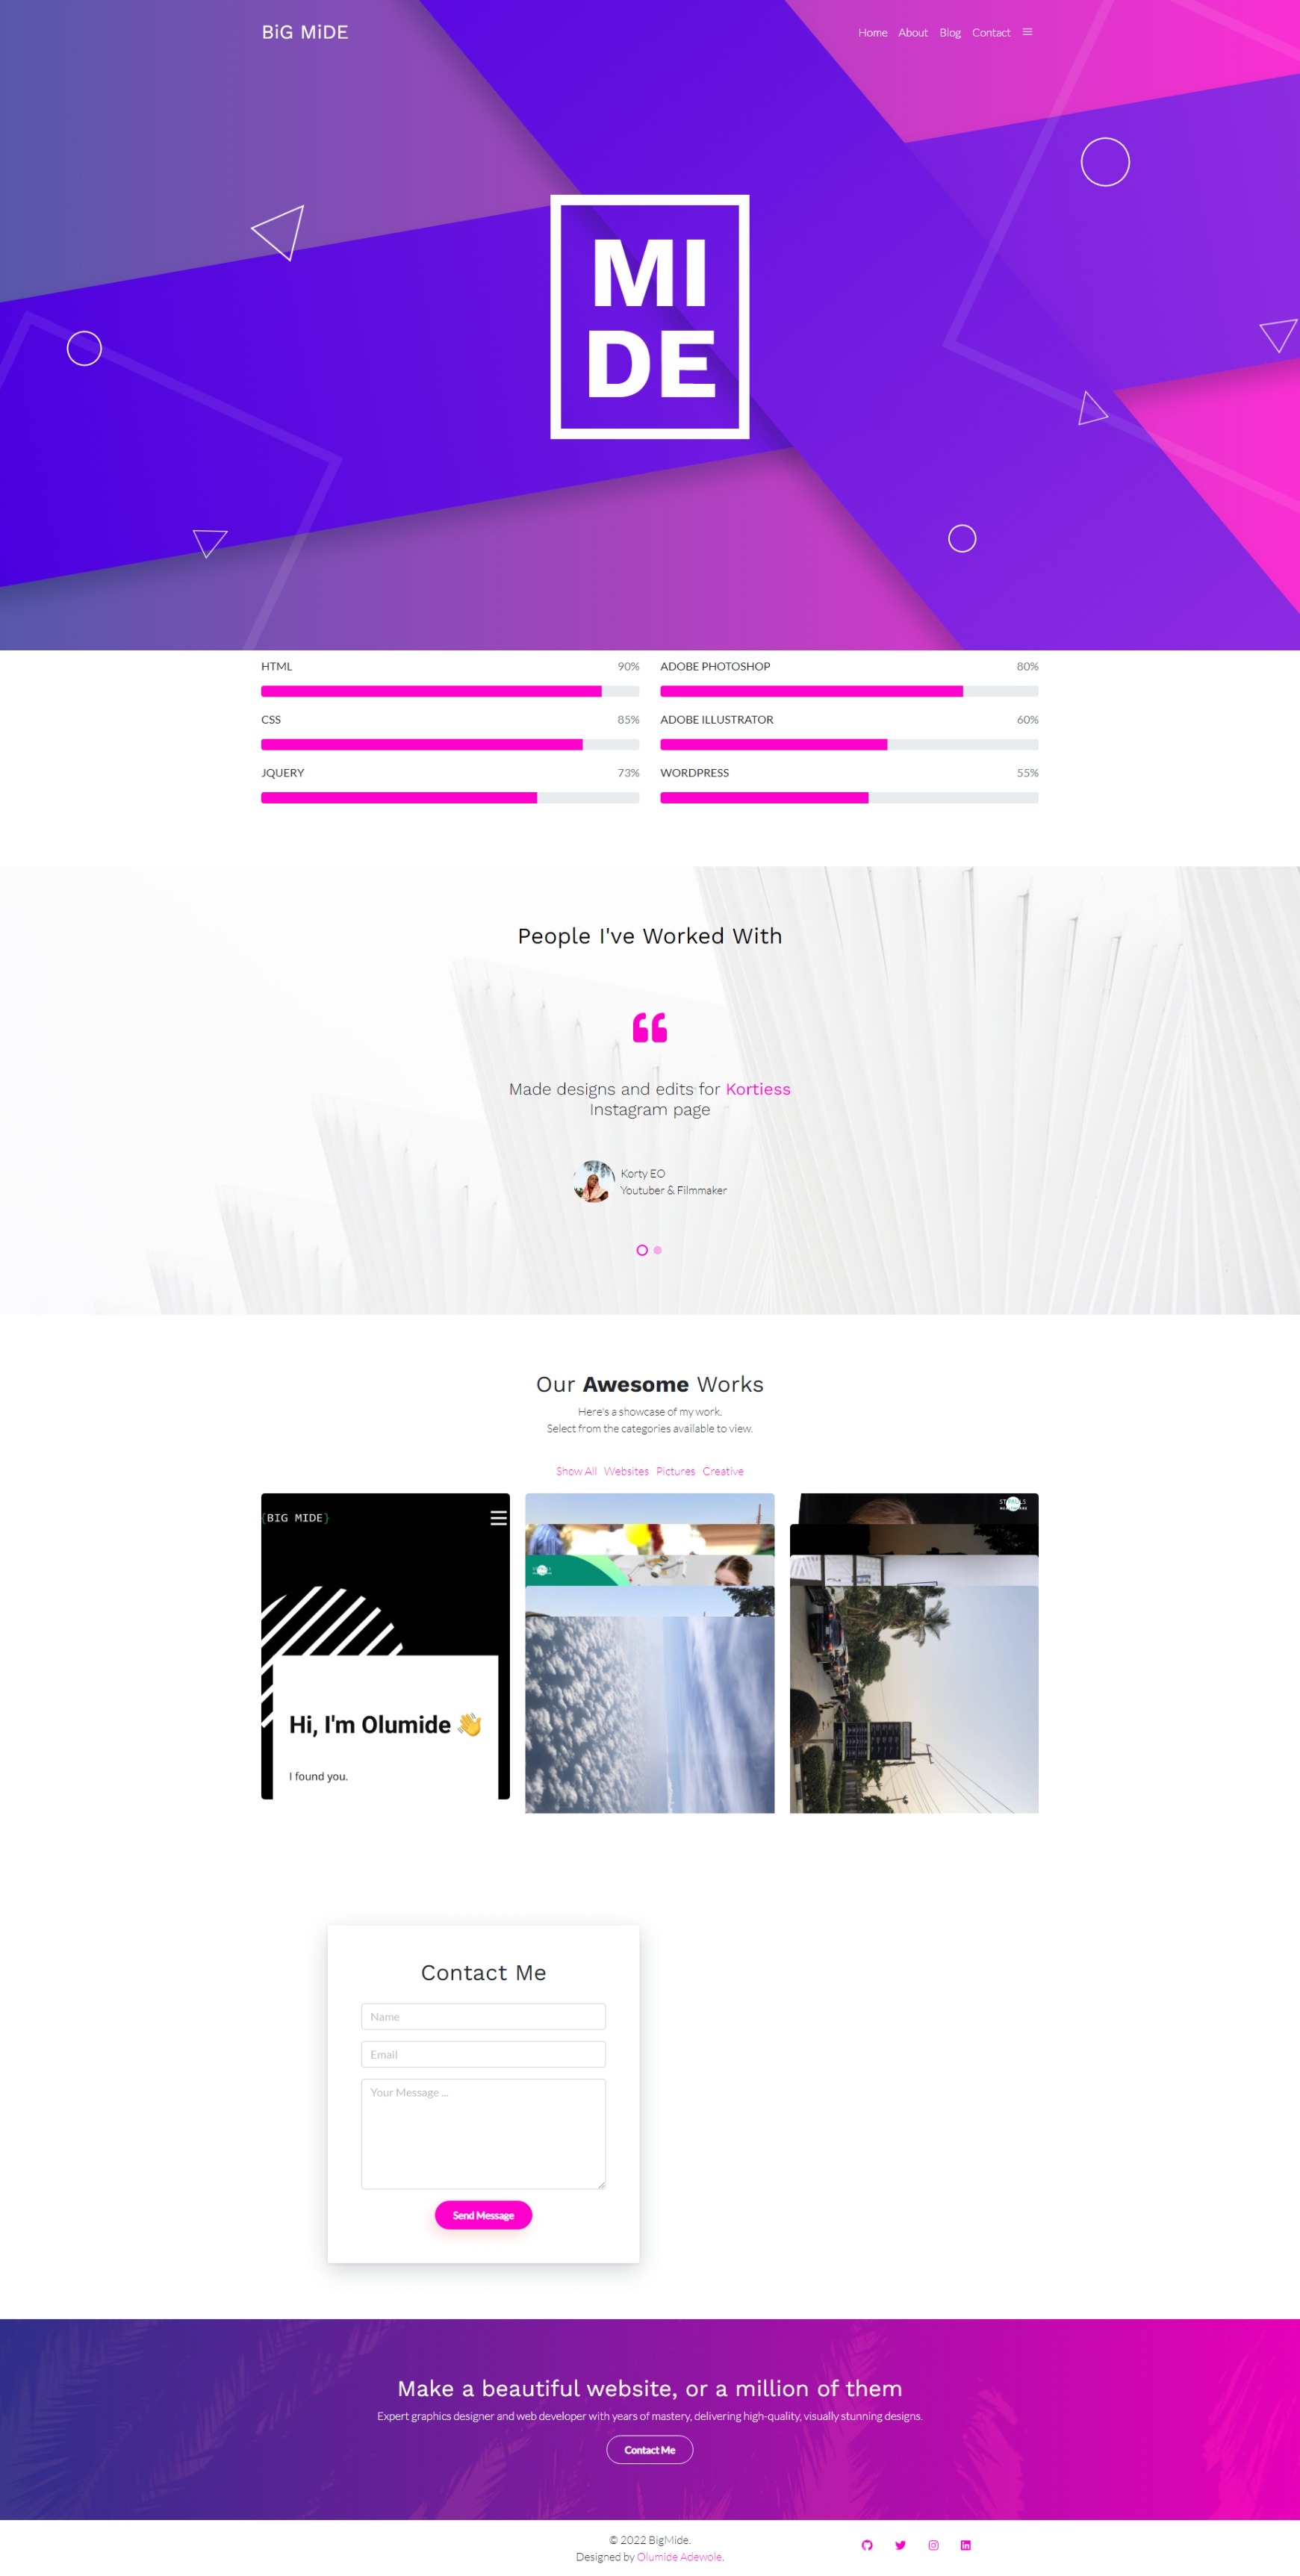 BiG MiDE
Home About Blog Contact
MI
DE
HTML 90%
ADOBE PHOTOSHOP 80%
CSS 85%
ADOBE ILLUSTRATOR 60%
JQUERY 73%
WORDPRESS 55%
People I've Worked With
Made designs and edits for Kortiess
Instagram page
Korty EO
Youtuber & Filmmaker
Our Awesome Works
Here's a showcase of my work.
Select from the categories available to view.
Show All Websites Pictures Creative
{BIG MIDE}
Hi, I'm Olumide 👋
I found you.
Contact Me
Name
Email
Your Message ...
Send Message
Make a beautiful website, or a million of them
Expert graphics designer and web developer with years of mastery, delivering high-quality, visually stunning designs.
Contact Me
© 2022 BigMide.
Designed by Olumide Adewole.